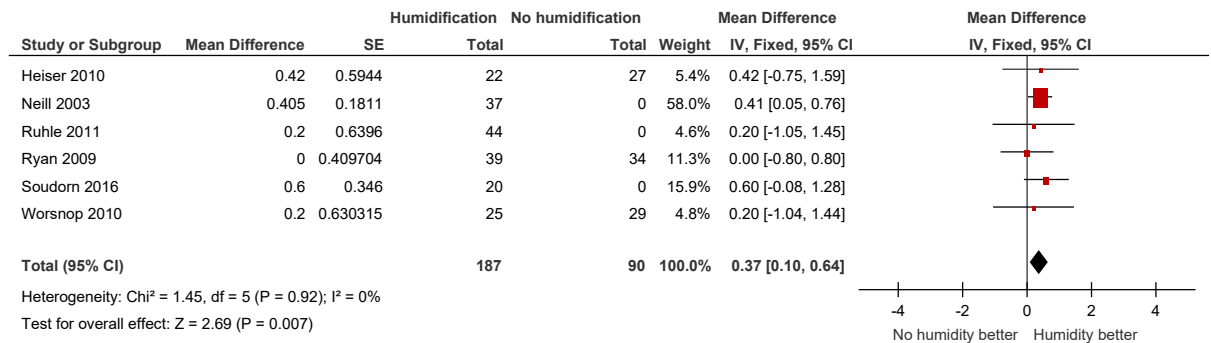 Humidification No humidification Mean Difference Mean Difference
Study or Subgroup Mean Difference SE Total Total Weight IV, Fixed, 95% CI IV, Fixed, 95% CI
Heiser 2010 0.42 0.5944 22 27 5.4% 0.42 [-0.75, 1.59]
Neill 2003 0.405 0.1811 37 0 58.0% 0.41 [0.05, 0.76]
Ruhle 2011 0.2 0.6396 44 0 4.6% 0.20 [-1.05, 1.45]
Ryan 2009 0 0.409704 39 34 11.3% 0.00 [-0.80, 0.80]
Soudorn 2016 0.6 0.346 20 0 15.9% 0.60 [-0.08, 1.28]
Worsnop 2010 0.2 0.630315 25 29 4.8% 0.20 [-1.04, 1.44]
Total (95% CI) 187 90 100.0% 0.37 [0.10, 0.64]
Heterogeneity: Chi² = 1.45, df = 5 (P = 0.92); I² = 0%
Test for overall effect: Z = 2.69 (P = 0.007)
-4 -2 0 2 4
No humidity better Humidity better